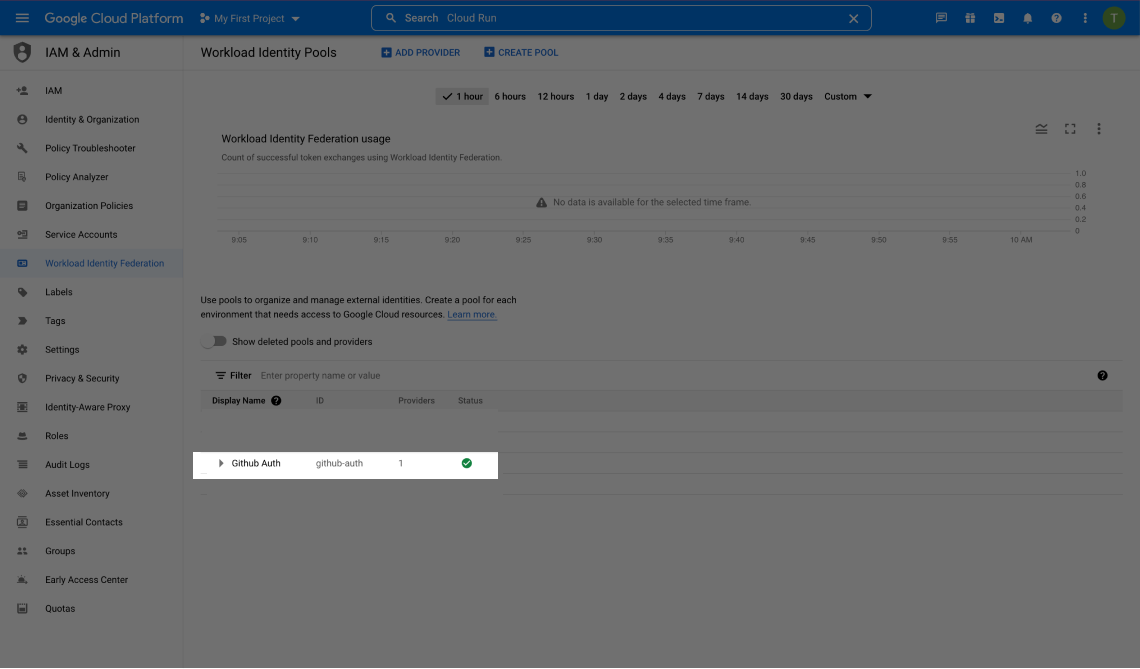 Google Cloud Platform
My First Project
Search Cloud Run
T
IAM & Admin
Workload Identity Pools
ADD PROVIDER
CREATE POOL
IAM
Identity & Organization
Policy Troubleshooter
Policy Analyzer
Organization Policies
Service Accounts
Workload Identity Federation
Labels
Tags
Settings
Privacy & Security
Identity-Aware Proxy
Roles
Audit Logs
Asset Inventory
Essential Contacts
Groups
Early Access Center
Quotas
1 hour 6 hours 12 hours 1 day 2 days 4 days 7 days 14 days 30 days Custom
Workload Identity Federation usage
Count of successful token exchanges using Workload Identity Federation.
1.0
0.8
0.6
0.4
0.2
0
No data is available for the selected time frame.
9:05 9:10 9:15 9:20 9:25 9:30 9:35 9:40 9:45 9:50 9:55 10 AM
Use pools to organize and manage external identities. Create a pool for each
environment that needs access to Google Cloud resources. Learn more.
Show deleted pools and providers
Filter Enter property name or value
Display Name ID Providers Status
Github Auth github-auth 1